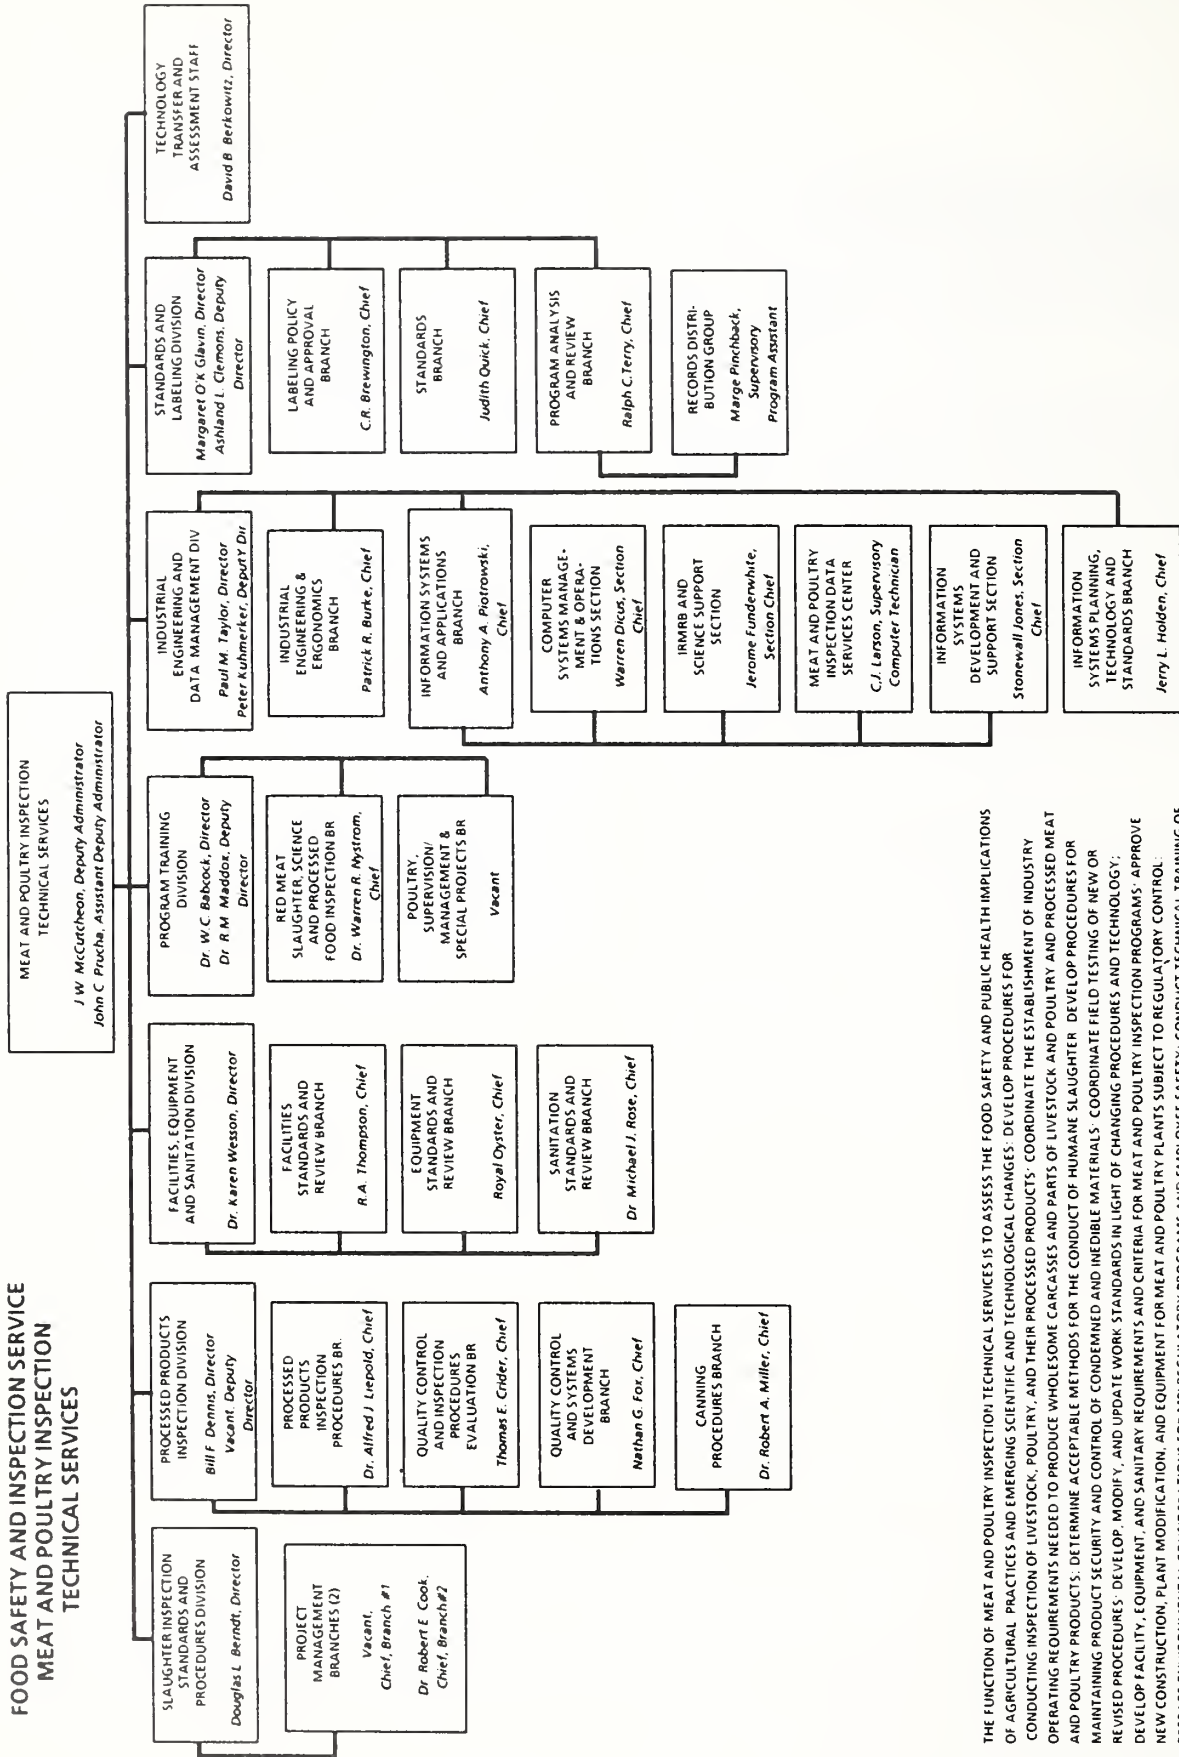 FOOD SAFETY AND INSPECTION SERVICE
MEAT AND POULTRY INSPECTION
TECHNICAL SERVICES
MEAT AND POULTRY INSPECTION
TECHNICAL SERVICES
J W McCutcheon, Deputy Administrator
John C Prucha, Assistant Deputy Administrator
SLAUGHTER INSPECTION
STANDARDS AND
PROCEDURES DIVISION
Douglas L Berndt, Director
PROJECT
MANAGEMENT
BRANCHES (2)
Vacant,
Chief, Branch #1
Dr Robert E Cook,
Chief, Branch #2
PROCESSED PRODUCTS
INSPECTION DIVISION
Bill F Dennis, Director
Vacant, Deputy
Director
PROCESSED
PRODUCTS
INSPECTION
PROCEDURES BR.
Dr. Alfred J Liepold, Chief
QUALITY CONTROL
AND INSPECTION
PROCEDURES
EVALUATION BR
Thomas E. Crider, Chief
QUALITY CONTROL
AND SYSTEMS
DEVELOPMENT
BRANCH
Nathan G. Fox, Chief
CANNING
PROCEDURES BRANCH
Dr. Robert A. Miller, Chief
FACILITIES, EQUIPMENT
AND SANITATION DIVISION
Dr. Karen Wesson, Director
FACILITIES
STANDARDS AND
REVIEW BRANCH
R.A. Thompson, Chief
EQUIPMENT
STANDARDS AND
REVIEW BRANCH
Royal Oyster, Chief
SANITATION
STANDARDS AND
REVIEW BRANCH
Dr Michael J. Rose, Chief
PROGRAM TRAINING
DIVISION
Dr. W.C. Babcock, Director
Dr R.M. Maddox, Deputy
Director
RED MEAT
SLAUGHTER, SCIENCE
AND PROCESSED
FOOD INSPECTION BR
Dr. Warren R. Nystrom,
Chief
POULTRY,
SUPERVISION/
MANAGEMENT &
SPECIAL PROJECTS BR
Vacant
INDUSTRIAL
ENGINEERING AND
DATA MANAGEMENT DIV
Paul M. Taylor, Director
Peter Kuhmerker, Deputy Dir
INDUSTRIAL
ENGINEERING &
ERGONOMICS
BRANCH
Patrick R. Burke, Chief
INFORMATION SYSTEMS
AND APPLICATIONS
BRANCH
Anthony A. Piotrowski,
Chief
COMPUTER
SYSTEMS MANAGE-
MENT & OPERA-
TIONS SECTION
Warren Dicus, Section
Chief
IRMRB AND
SCIENCE SUPPORT
SECTION
Jerome Funderwhite,
Section Chief
MEAT AND POULTRY
INSPECTION DATA
SERVICES CENTER
C.J. Larson, Supervisory
Computer Technician
INFORMATION
SYSTEMS
DEVELOPMENT AND
SUPPORT SECTION
Stonewall Jones, Section
Chief
INFORMATION
SYSTEMS PLANNING,
TECHNOLOGY AND
STANDARDS BRANCH
Jerry L. Holden, Chief
STANDARDS AND
LABELING DIVISION
Margaret O'K Glavin, Director
Ashland L. Clemons, Deputy
Director
LABELING POLICY
AND APPROVAL
BRANCH
C.R. Brewington, Chief
STANDARDS
BRANCH
Judith Quick, Chief
PROGRAM ANALYSIS
AND REVIEW
BRANCH
Ralph C. Terry, Chief
RECORDS DISTRI-
BUTION GROUP
Marge Pinchback,
Supervisory
Program Assistant
TECHNOLOGY
TRANSFER AND
ASSESSMENT STAFF
David B Berkowitz, Director
THE FUNCTION OF MEAT AND POULTRY INSPECTION TECHNICAL SERVICES IS TO ASSESS THE FOOD SAFETY AND PUBLIC HEALTH IMPLICATIONS
OF AGRICULTURAL PRACTICES AND EMERGING SCIENTIFIC AND TECHNOLOGICAL CHANGES; DEVELOP PROCEDURES FOR
CONDUCTING INSPECTION OF LIVESTOCK, POULTRY, AND THEIR PROCESSED PRODUCTS; COORDINATE THE ESTABLISHMENT OF INDUSTRY
OPERATING REQUIREMENTS NEEDED TO PRODUCE WHOLESOME CARCASSES AND PARTS OF LIVESTOCK AND POULTRY AND PROCESSED MEAT
AND POULTRY PRODUCTS; DETERMINE ACCEPTABLE METHODS FOR THE CONDUCT OF HUMANE SLAUGHTER DEVELOP PROCEDURES FOR
MAINTAINING PRODUCT SECURITY AND CONTROL OF CONDEMNED AND INEDIBLE MATERIALS; COORDINATE FIELD TESTING OF NEW OR
REVISED PROCEDURES; DEVELOP, MODIFY, AND UPDATE WORK STANDARDS IN LIGHT OF CHANGING PROCEDURES AND TECHNOLOGY;
DEVELOP FACILITY, EQUIPMENT, AND SANITARY REQUIREMENTS AND CRITERIA FOR MEAT AND POULTRY INSPECTION PROGRAMS; APPROVE
NEW CONSTRUCTION, PLANT MODIFICATION, AND EQUIPMENT FOR MEAT AND POULTRY PLANTS SUBJECT TO REGULATORY CONTROL;